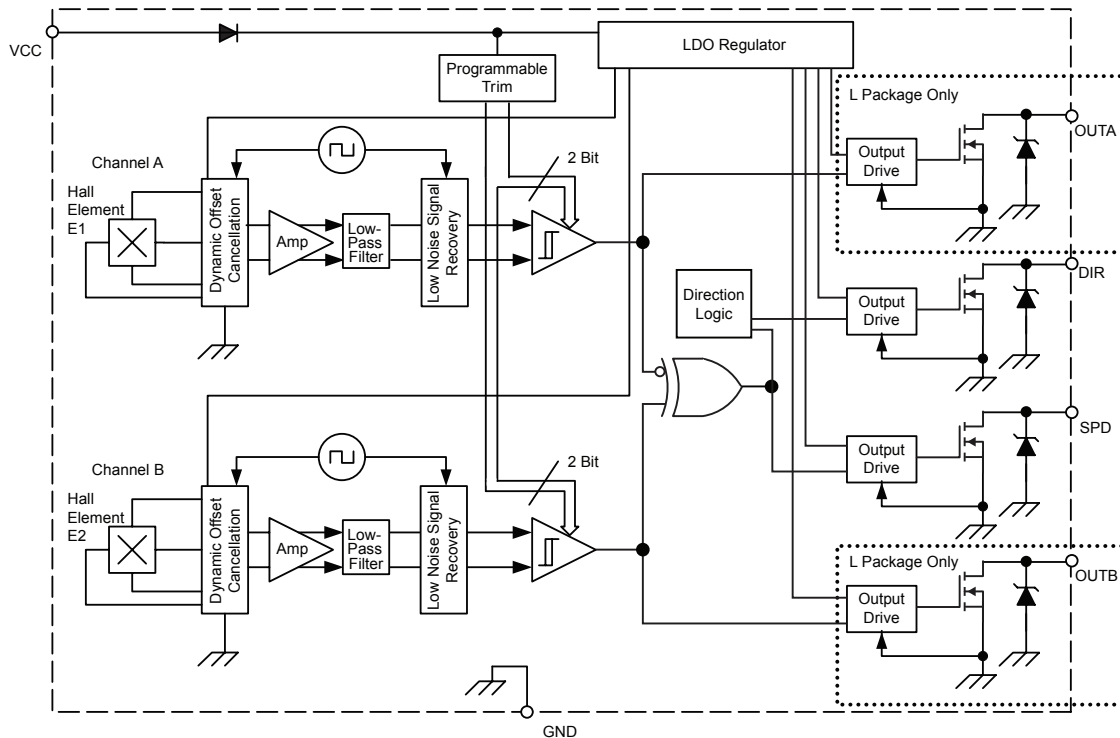 VCC
LDO Regulator
Programmable
Trim
L Package Only
OUTA
Output
Drive
Channel A
2 Bit
Hall
Element
E1
Dynamic Offset
Cancellation
Amp
Low-
Pass
Filter
Low Noise Signal
Recovery
DIR
Direction
Logic
Output
Drive
SPD
Output
Drive
Channel B
2 Bit
Hall
Element
E2
Dynamic Offset
Cancellation
Amp
Low-
Pass
Filter
Low Noise Signal
Recovery
L Package Only
OUTB
Output
Drive
GND